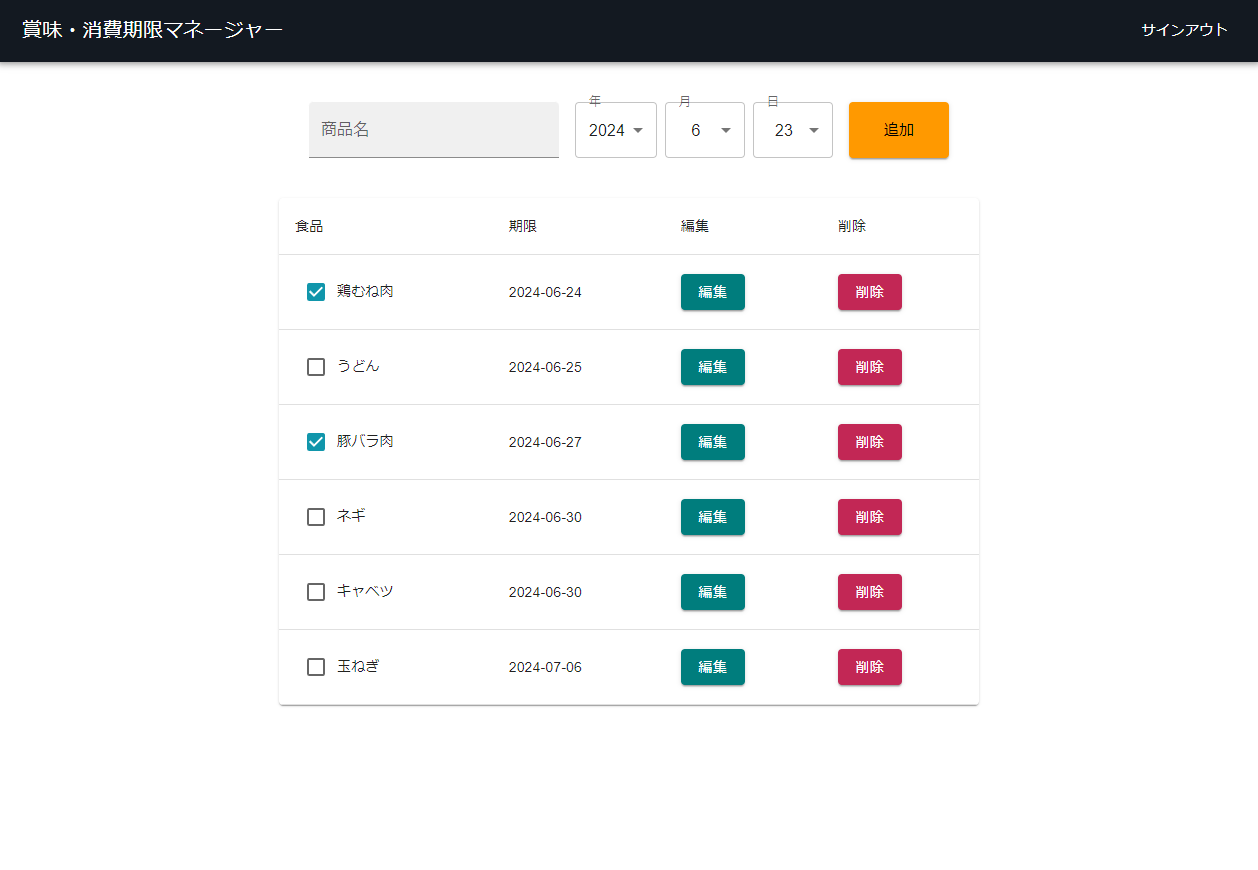 賞味・消費期限マネージャー サインアウト
年 月 日
商品名 2024 6 23 追加
食品 期限 編集 削除
鶏むね肉 2024-06-24 編集 削除
うどん 2024-06-25 編集 削除
豚バラ肉 2024-06-27 編集 削除
ネギ 2024-06-30 編集 削除
キャベツ 2024-06-30 編集 削除
玉ねぎ 2024-07-06 編集 削除